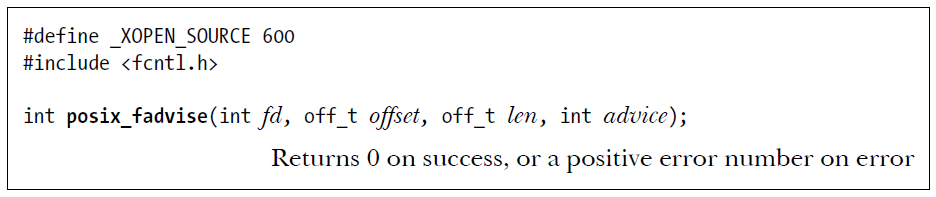 #define _XOPEN_SOURCE 600
#include <fcntl.h>
int posix_fadvise(int fd, off_t offset, off_t len, int advice);
Returns 0 on success, or a positive error number on error